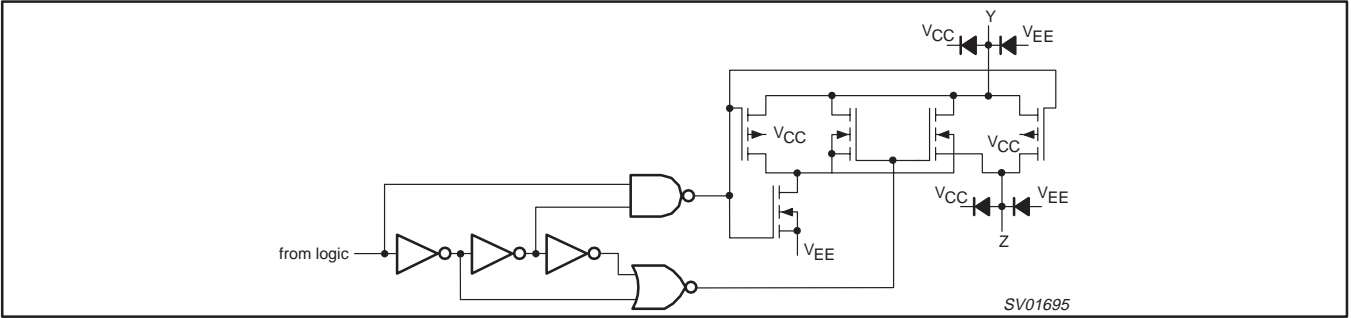 Y
VCC
VEE
VCC
VCC
VCC
VEE
from logic
VEE
Z
SV01695